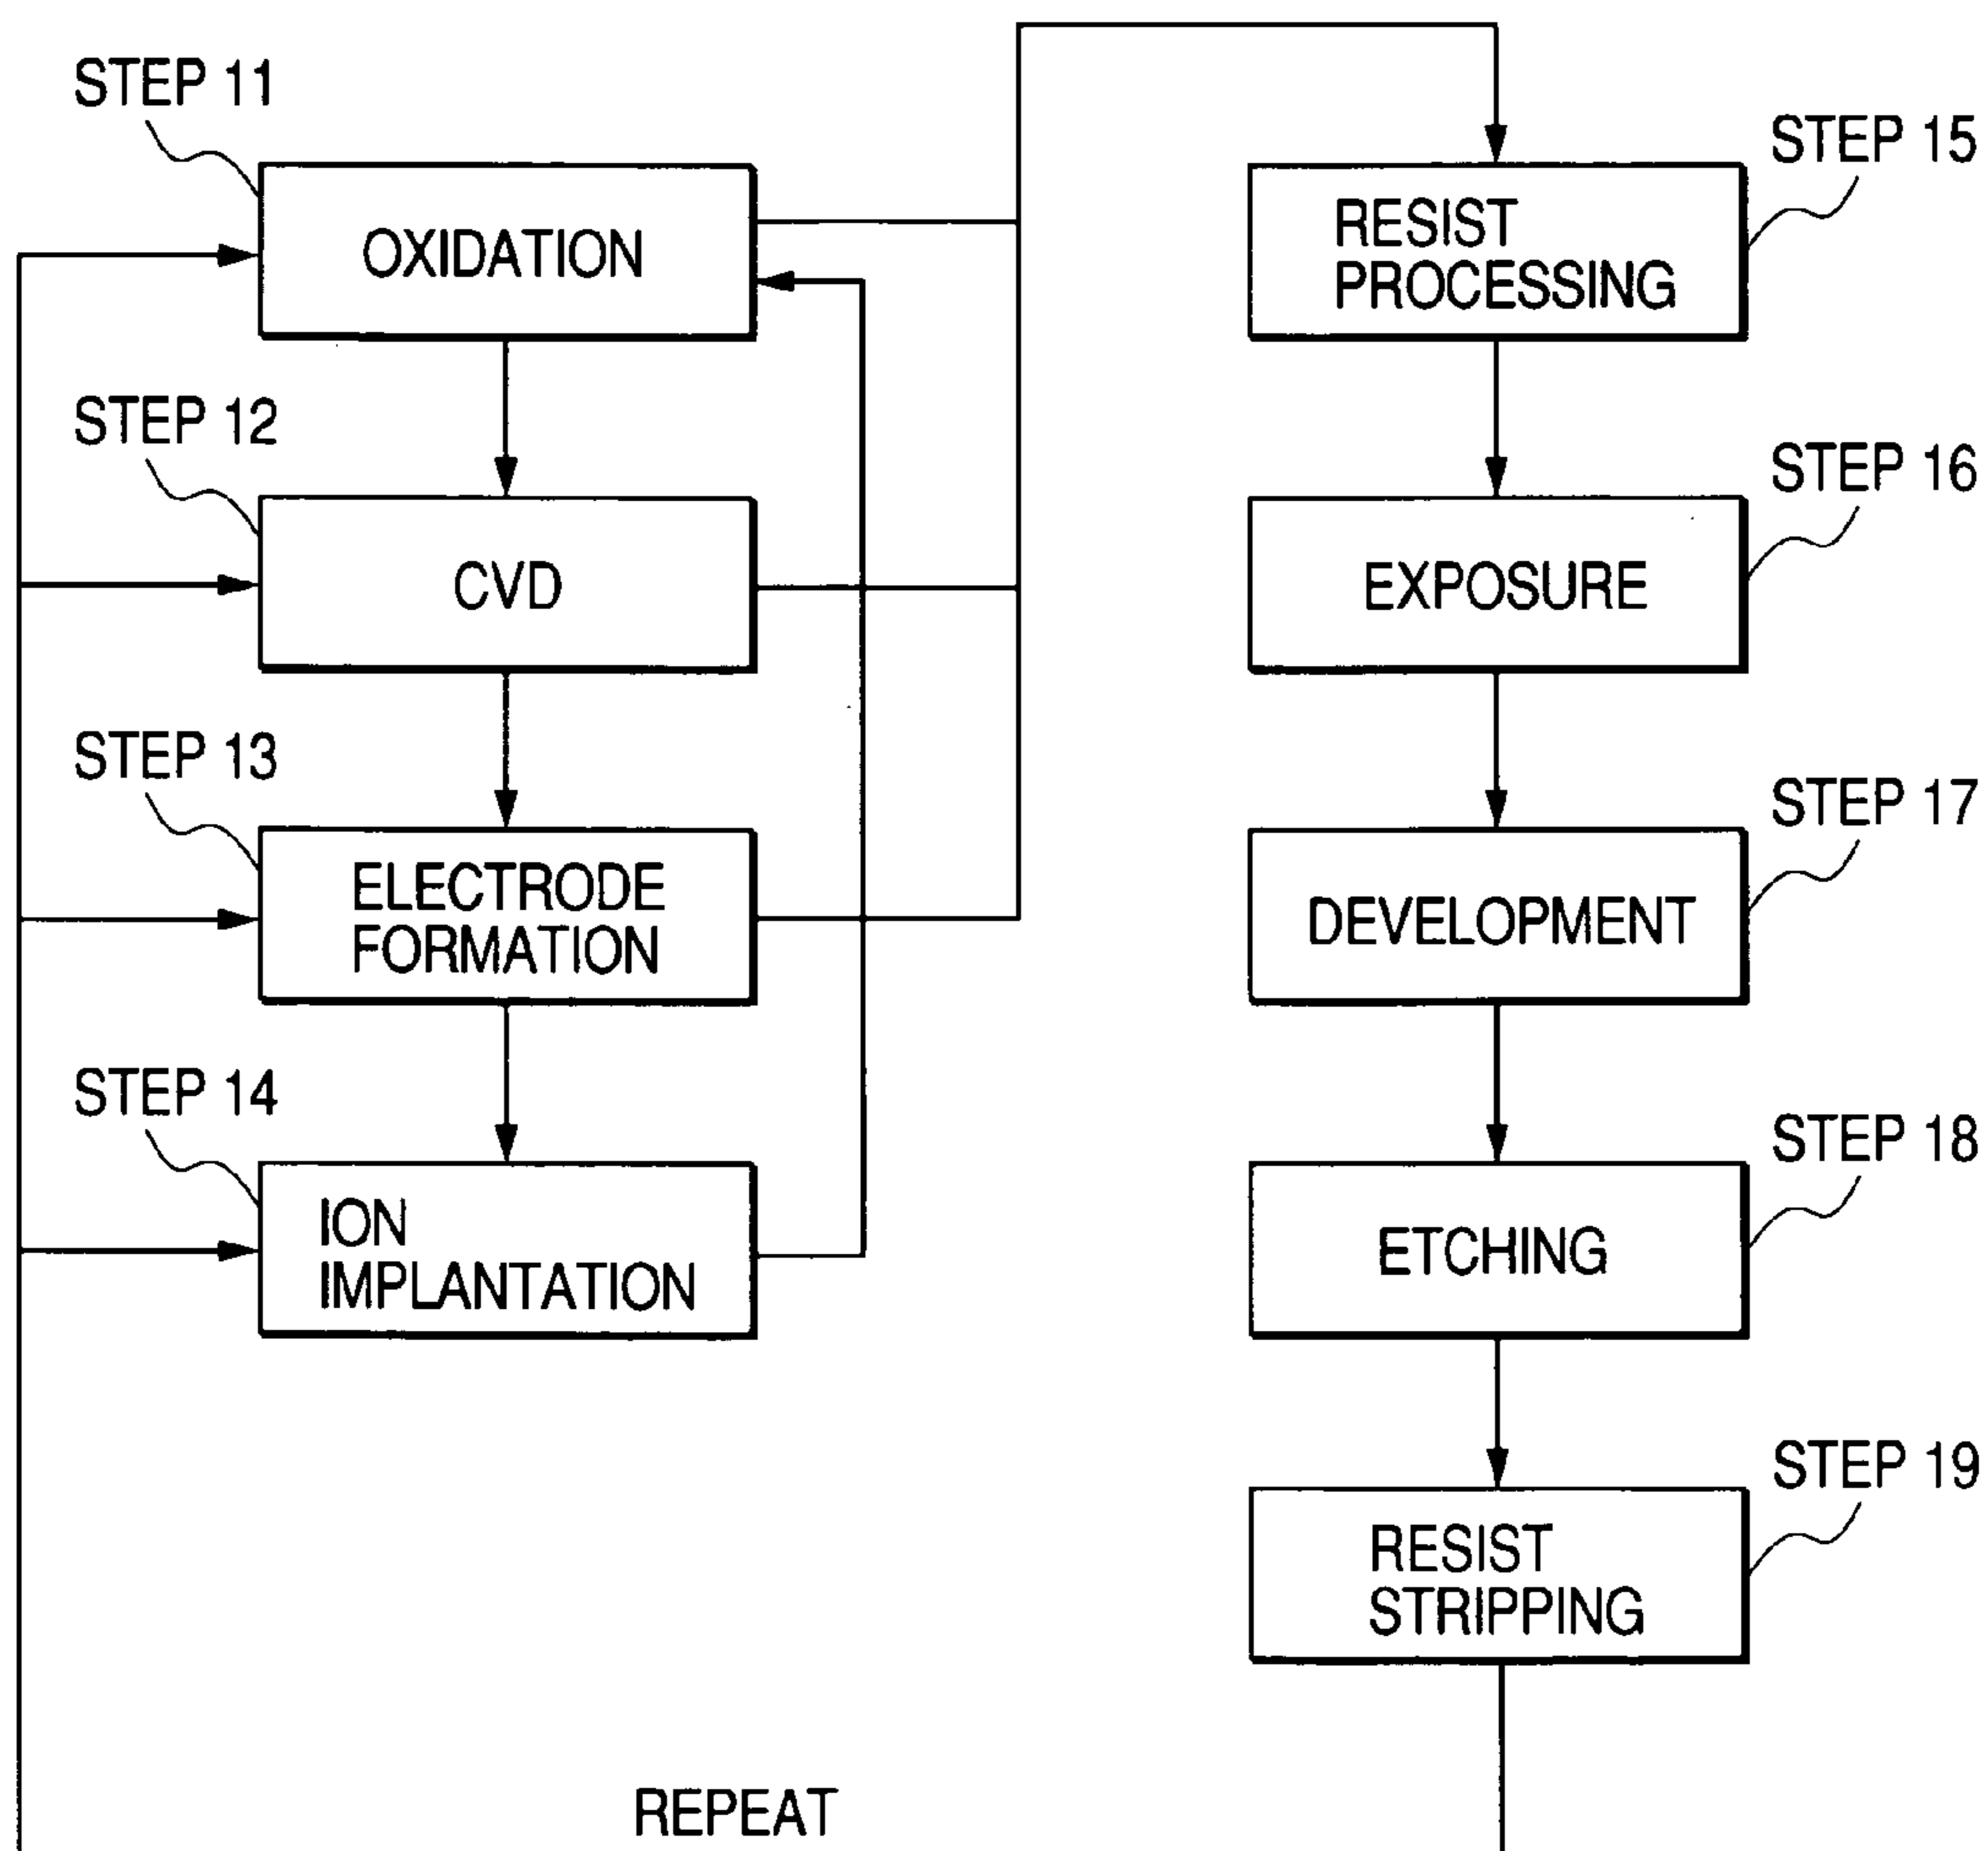 STEP 11
OXIDATION
STEP 12
CVD
STEP 13
ELECTRODE
FORMATION
STEP 14
ION
IMPLANTATION
STEP 15
RESIST
PROCESSING
STEP 16
EXPOSURE
STEP 17
DEVELOPMENT
STEP 18
ETCHING
STEP 19
RESIST
STRIPPING
REPEAT